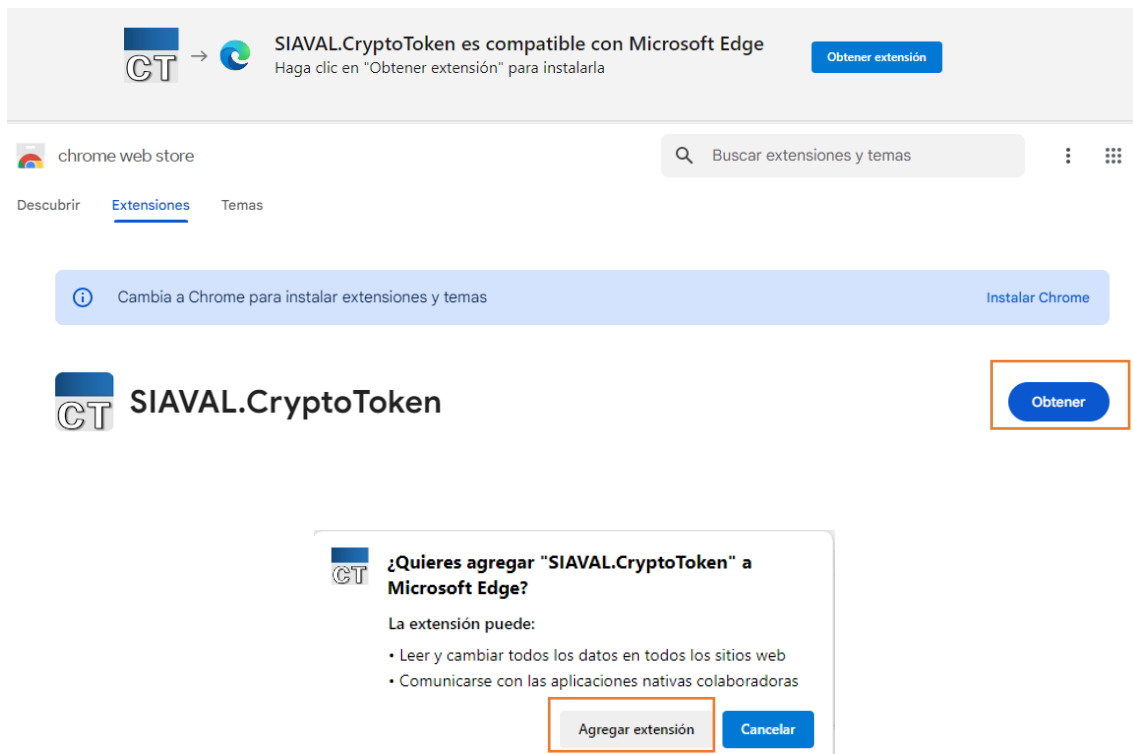 CT
SIAVAL.CryptoToken es compatible con Microsoft Edge
Haga clic en "Obtener extensión" para instalarla
Obtener extensión
chrome web store
Buscar extensiones y temas
Descubrir Extensiones Temas
Cambia a Chrome para instalar extensiones y temas
Instalar Chrome
CT
SIAVAL.CryptoToken
Obtener
CT
¿Quieres agregar "SIAVAL.CryptoToken" a
Microsoft Edge?
La extensión puede:
• Leer y cambiar todos los datos en todos los sitios web
• Comunicarse con las aplicaciones nativas colaboradoras
Agregar extensión
Cancelar